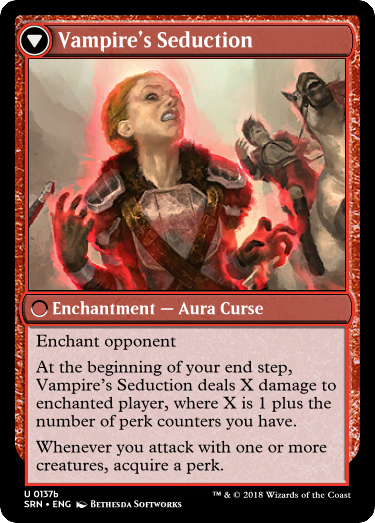 Vampire's Seduction
Enchantment — Aura Curse
Enchant opponent
At the beginning of your end step,
Vampire's Seduction deals X damage to
enchanted player, where X is 1 plus the
number of perk counters you have.
Whenever you attack with one or more
creatures, acquire a perk.
U 0137b
SRN • ENG Bethesda Softworks
™ & © 2018 Wizards of the Coast